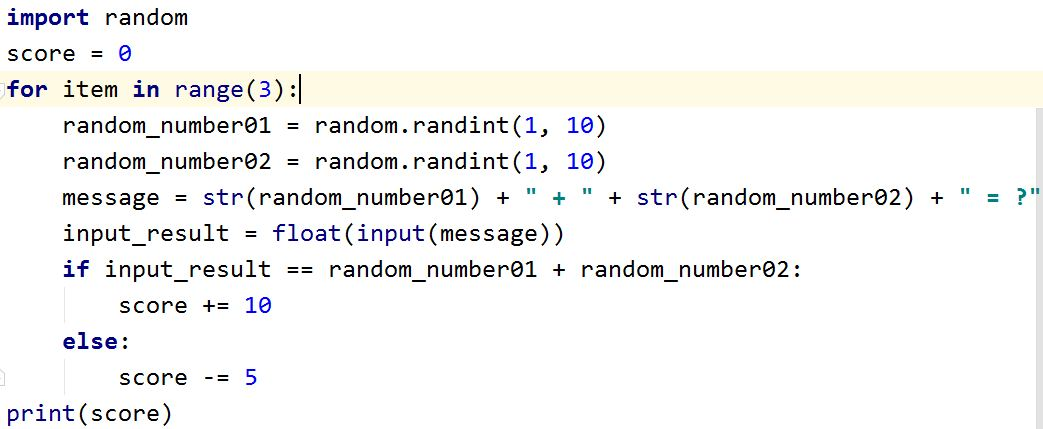 import random
score = 0
for item in range(3):
    random_number01 = random.randint(1, 10)
    random_number02 = random.randint(1, 10)
    message = str(random_number01) + " + " + str(random_number02) + " = ?"
    input_result = float(input(message))
    if input_result == random_number01 + random_number02:
        score += 10
    else:
        score -= 5
print(score)